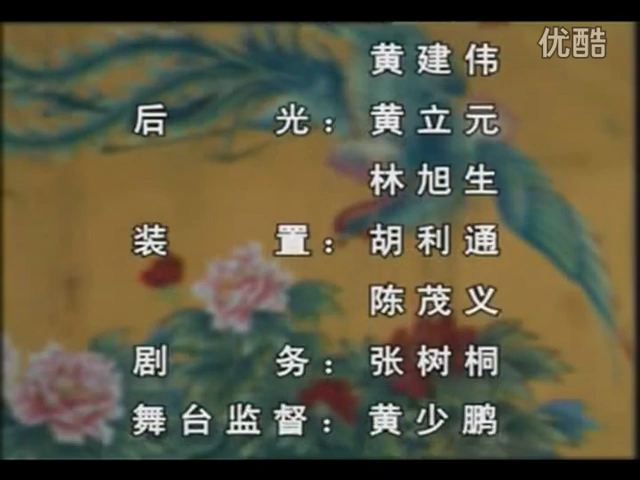 优酷
黄建伟
后光：黄立元
林旭生
装置：胡利通
陈茂义
剧务：张树桐
舞台监督：黄少鹏